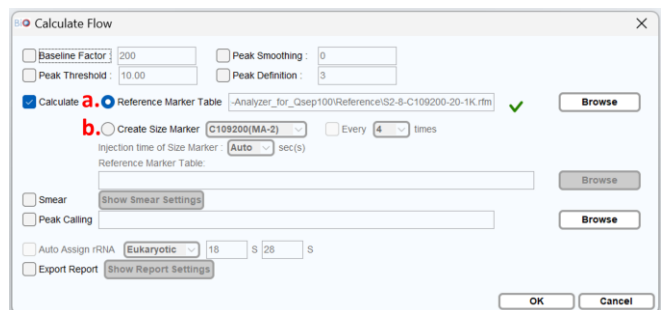 BiO Calculate Flow
Baseline Factor : 200 Peak Smoothing : 0
Peak Threshold : 10.00 Peak Definition : 3
Calculate a. Reference Marker Table -Analyzer_for_Qsep100\Reference\S2-8-C109200-20-1K.rfm Browse
b. Create Size Marker C109200(MA-2) Every 4 times
Injection time of Size Marker : Auto sec(s)
Reference Marker Table:
Browse
Smear Show Smear Settings
Peak Calling Browse
Auto Assign rRNA Eukaryotic 18 S 28 S
Export Report Show Report Settings
OK Cancel